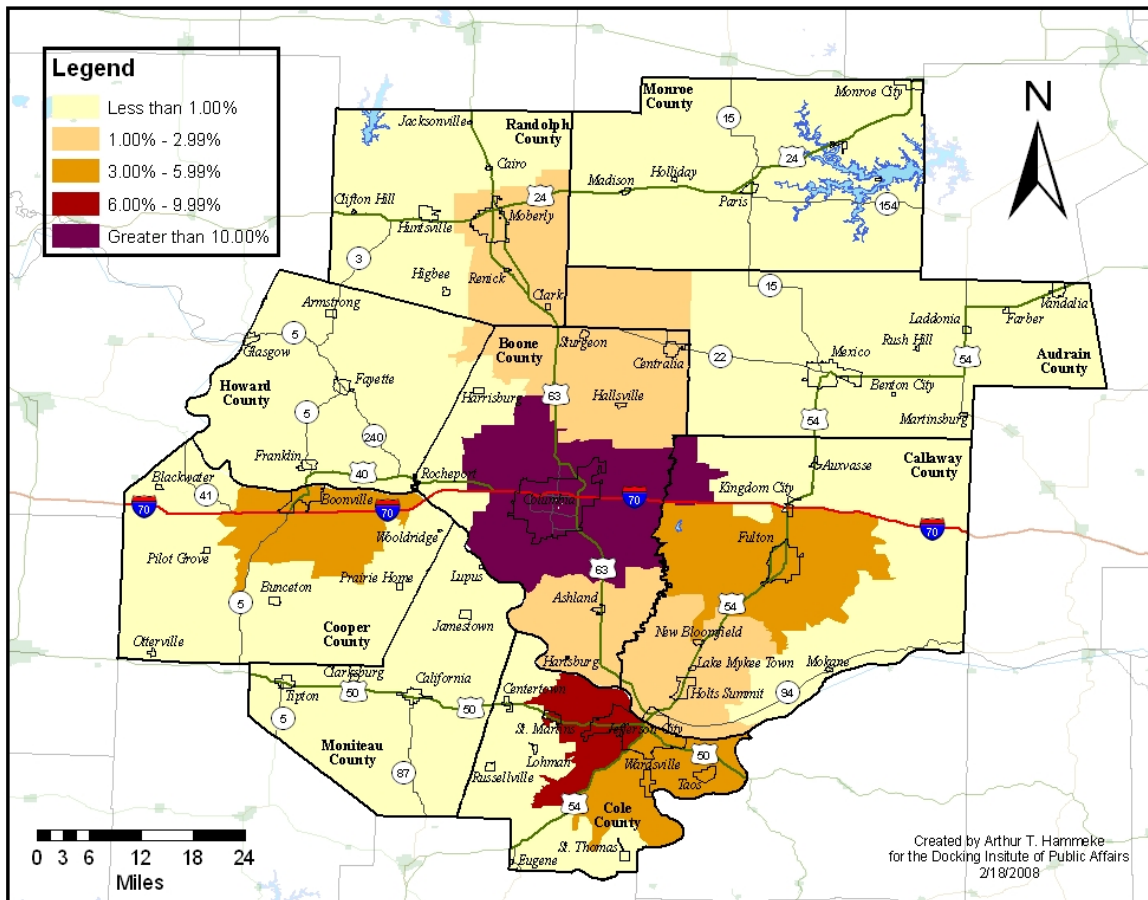 Legend
Less than 1.00%
1.00% - 2.99%
3.00% - 5.99%
6.00% - 9.99%
Greater than 10.00%
N
Monroe
County
Monroe City
15
24
Holliday
Madison
Paris
154
Jacksonville
Randolph
County
Cairo
24
Clifton Hill
Huntsville
Moberly
3
Higbee
Renick
Clark
Armstrong
5
Glasgow
Howard
County
Fayette
5
240
Franklin
40
Rocheport
Boone
County
Sturgeon
Centralia
63
Harrisburg
Hallsville
22
15
Mexico
Laddonia
Vandalia
Farber
Rush Hill
54
Audrain
County
Benton City
54
Martinsburg
Callaway
County
Auxvasse
Kingdom City
Blackwater
41
70
Boonville
70
Columbia
70
70
Wooldridge
Pilot Grove
Fulton
Bunceton
Prairie Home
Lupus
63
5
Cooper
County
Jamestown
Ashland
54
New Bloomfield
Otterville
Hartsburg
Lake Mykee Town
Mokane
Clarksburg
California
Tipton
50
50
Centertown
Holts Summit
94
5
St. Martins
Jefferson City
Moniteau
County
Lohman
50
Wardsville
Taos
87
Russellville
54
Cole
County
St. Thomas
Eugene
0 3 6 12 18 24
Miles
Created by Arthur T. Hammeke
for the Docking Insitute of Public Affairs
2/18/2008